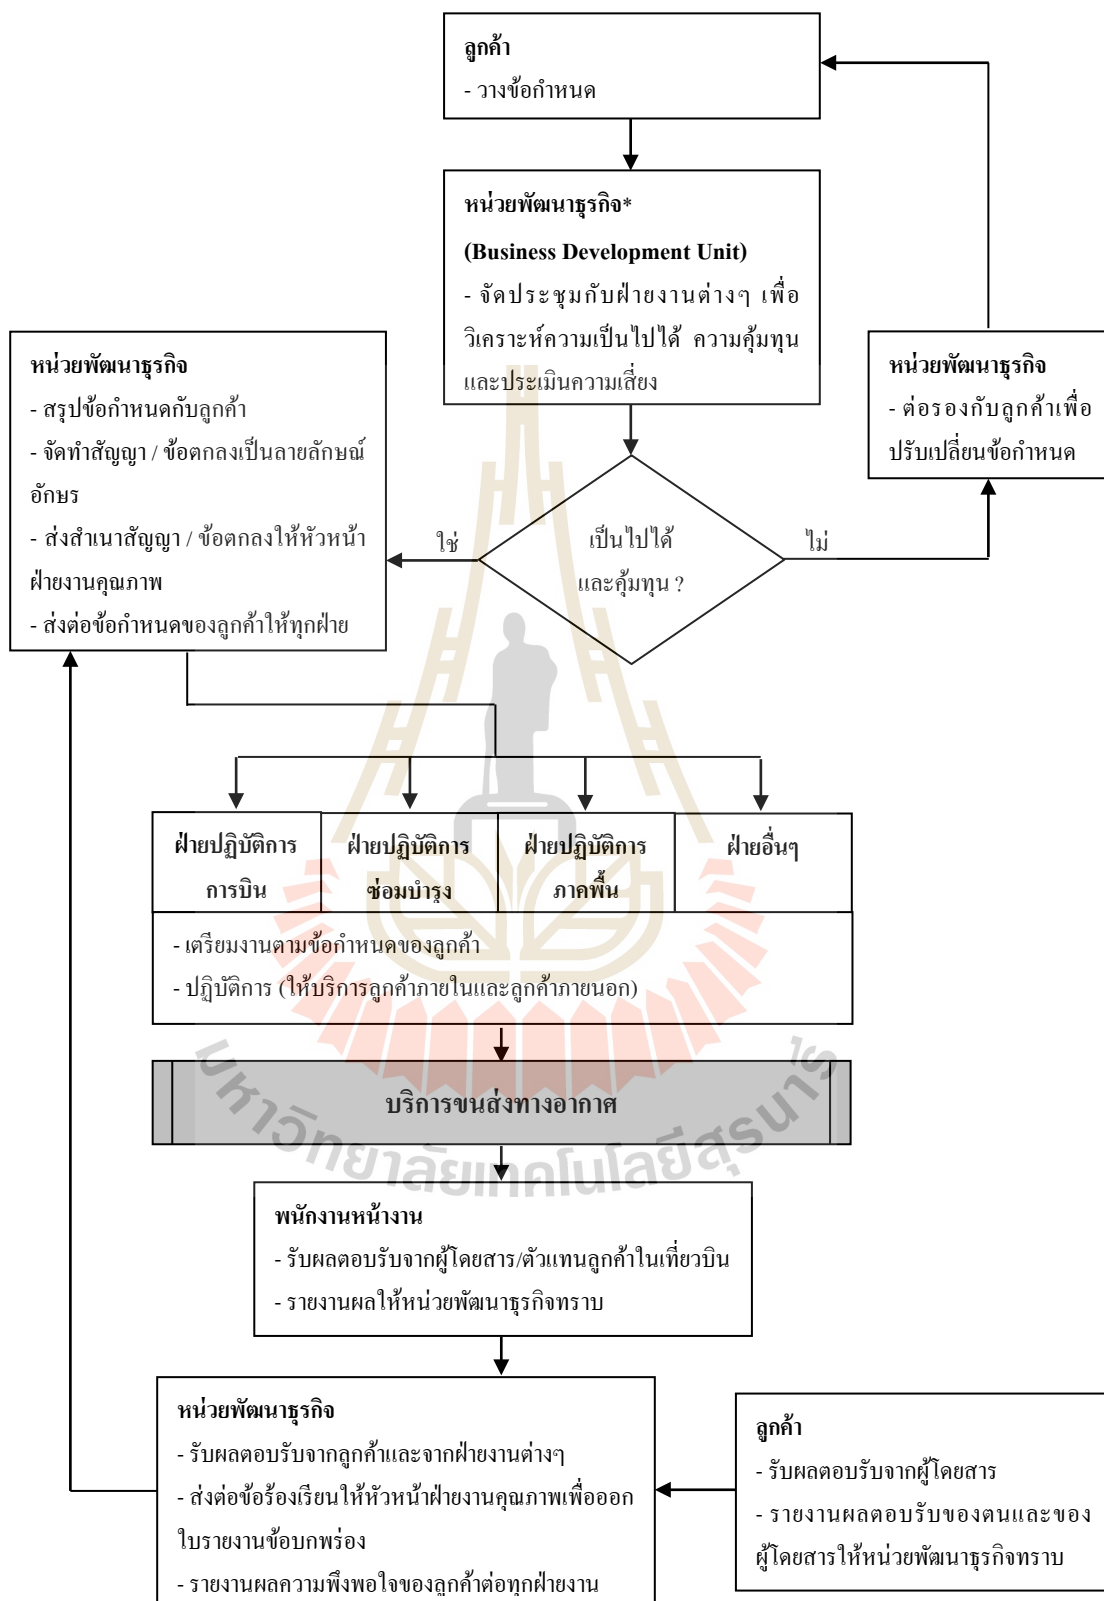 ลูกค้า
- วางข้อกำหนด
หน่วยพัฒนาธุรกิจ*
(Business Development Unit)
- จัดประชุมกับฝ่ายงานต่างๆ เพื่อ
วิเคราะห์ความเป็นไปได้ ความคุ้มทุน
และประเมินความเสี่ยง
หน่วยพัฒนาธุรกิจ
- สรุปข้อกำหนดกับลูกค้า
- จัดทำสัญญา / ข้อตกลงเป็นลายลักษณ์
อักษร
- ส่งสำเนาสัญญา / ข้อตกลงให้หัวหน้า
ฝ่ายงานคุณภาพ
- ส่งต่อข้อกำหนดของลูกค้าให้ทุกฝ่าย
หน่วยพัฒนาธุรกิจ
- ต่อรองกับลูกค้าเพื่อ
ปรับเปลี่ยนข้อกำหนด
ใช่
เป็นไปได้
และคุ้มทุน ?
ไม่
ฝ่ายปฏิบัติการ
การบิน
ฝ่ายปฏิบัติการ
ซ่อมบำรุง
ฝ่ายปฏิบัติการ
ภาคพื้น
ฝ่ายอื่นๆ
- เตรียมงานตามข้อกำหนดของลูกค้า
- ปฏิบัติการ (ให้บริการลูกค้าภายในและลูกค้าภายนอก)
บริการขนส่งทางอากาศ
มหาวิทยาลัยเทคโนโลยีสุรนารี
พนักงานหน้างาน
- รับผลตอบรับจากผู้โดยสาร/ตัวแทนลูกค้าในเที่ยวบิน
- รายงานผลให้หน่วยพัฒนาธุรกิจทราบ
หน่วยพัฒนาธุรกิจ
- รับผลตอบรับจากลูกค้าและจากฝ่ายงานต่างๆ
- ส่งต่อข้อร้องเรียนให้หัวหน้าฝ่ายงานคุณภาพเพื่อออก
ใบรายงานข้อบกพร่อง
- รายงานผลความพึงพอใจของลูกค้าต่อทุกฝ่ายงาน
ลูกค้า
- รับผลตอบรับจากผู้โดยสาร
- รายงานผลตอบรับของตนและของ
ผู้โดยสารให้หน่วยพัฒนาธุรกิจทราบ